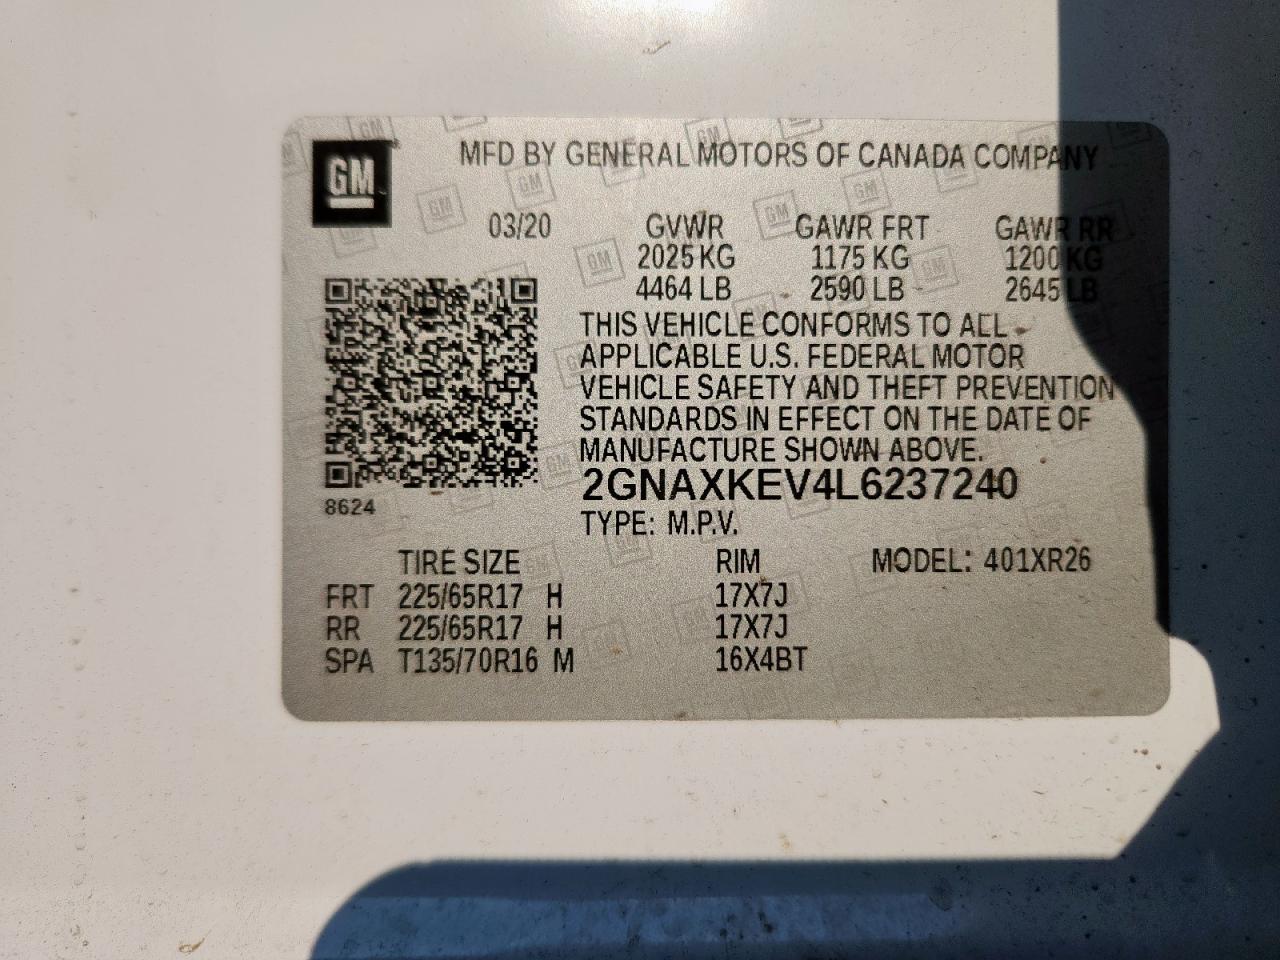 GM
MFD BY GENERAL MOTORS OF CANADA COMPANY
03/20 GVWR GAWR FRT GAWR RR
2025 KG 1175 KG 1200 KG
4464 LB 2590 LB 2645 LB
THIS VEHICLE CONFORMS TO ALL
APPLICABLE U.S. FEDERAL MOTOR
VEHICLE SAFETY AND THEFT PREVENTION
STANDARDS IN EFFECT ON THE DATE OF
MANUFACTURE SHOWN ABOVE.
2GNAXKEV4L6237240
8624
TYPE: M.P.V.
TIRE SIZE RIM MODEL: 401XR26
FRT 225/65R17 H 17X7J
RR 225/65R17 H 17X7J
SPA T135/70R16 M 16X4BT